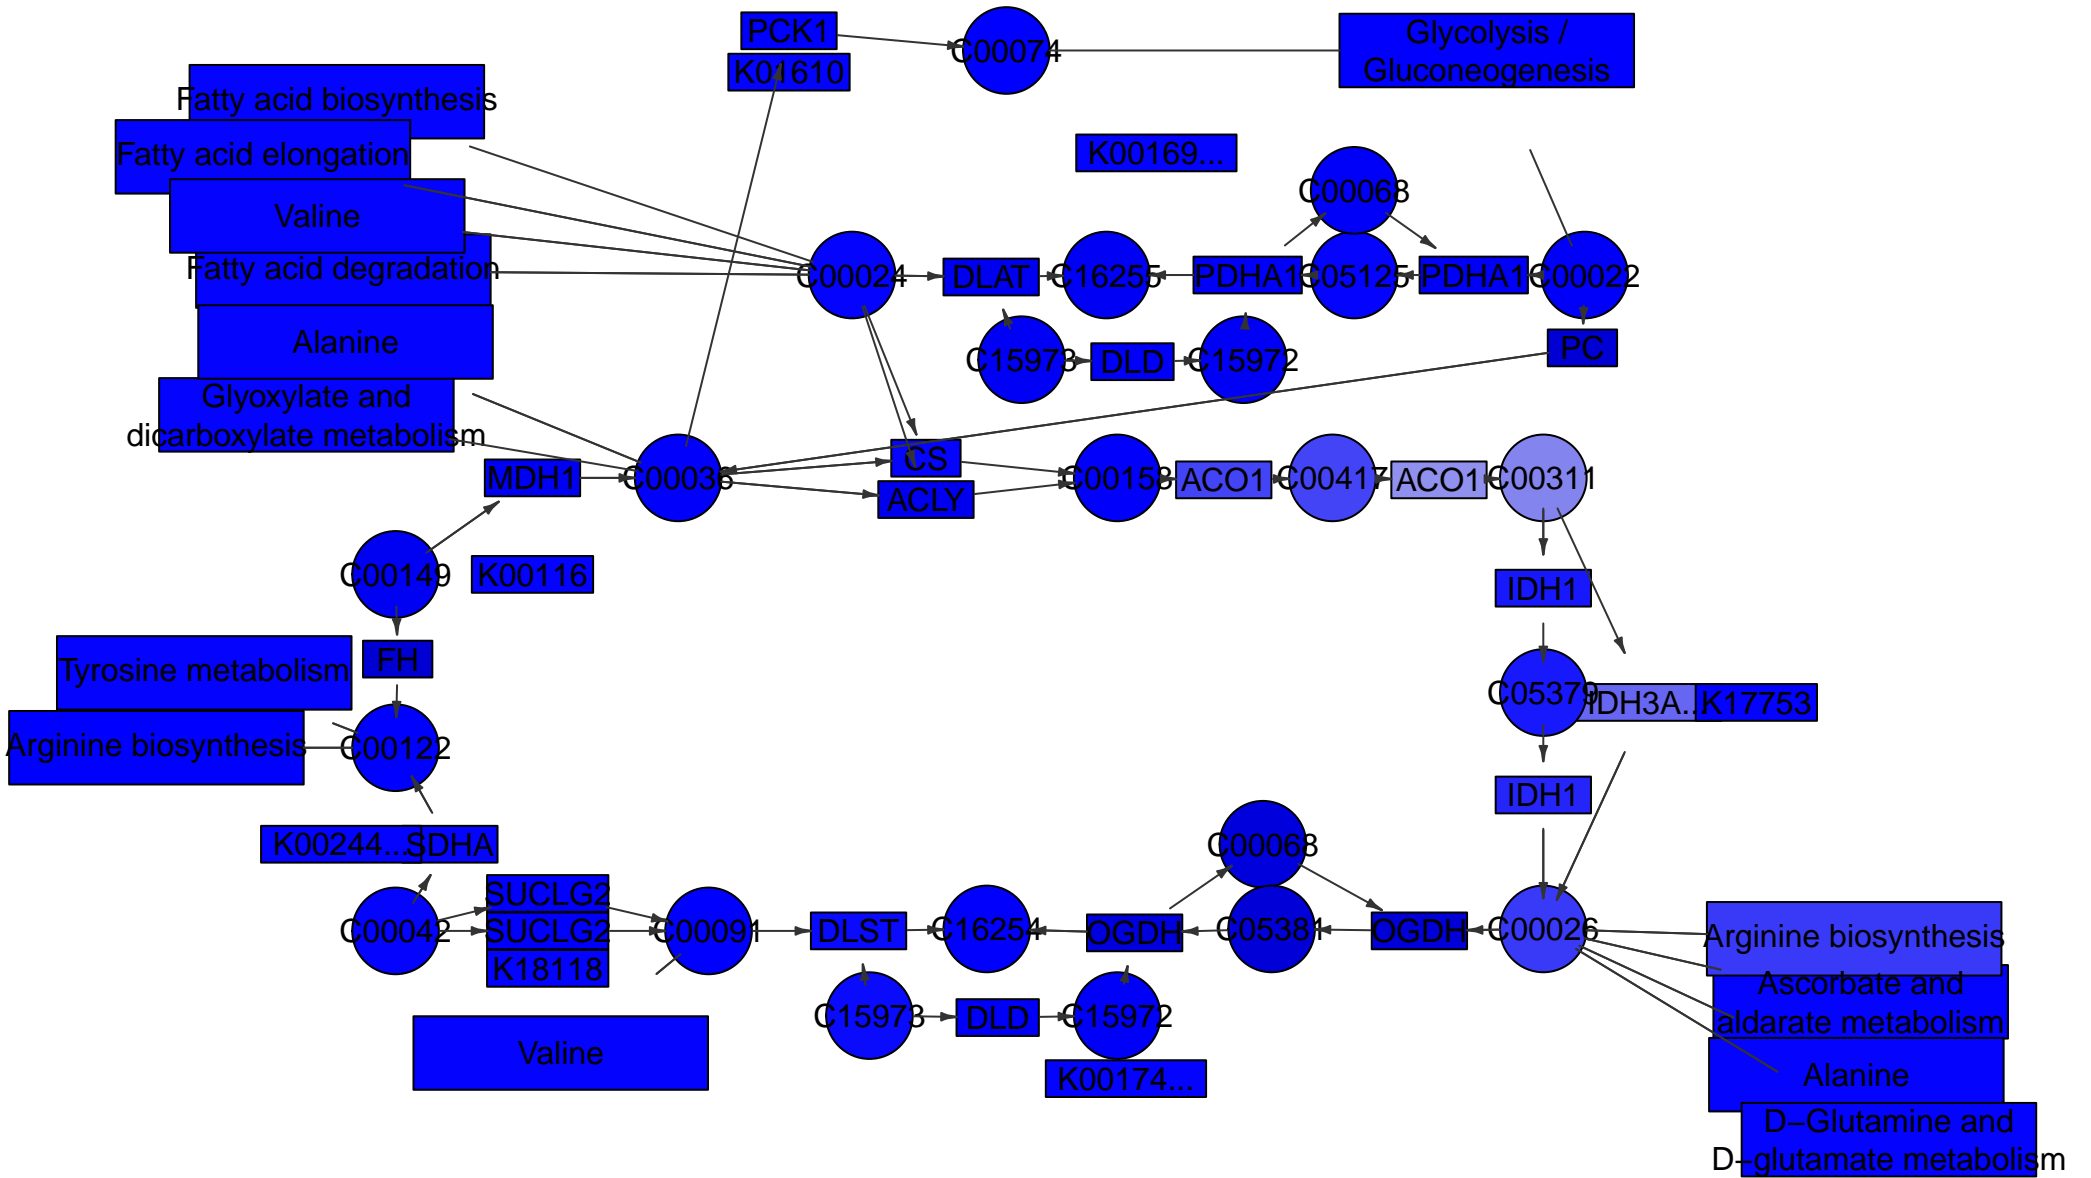 PCK1
K01610
C00074
Glycolysis /
Gluconeogenesis
Fatty acid biosynthesis
Fatty acid elongation
Valine
Fatty acid degradation
Alanine
Glyoxylate and
dicarboxylate metabolism
K00169...
C00068
C00024
DLAT
C16255
PDHA1
C05125
PDHA1
C00022
C15973
DLD
C15972
PC
MDH1
C00036
CS
ACLY
C00158
ACO1
C00417
ACO1
C00311
C00149
K00116
IDH1
FH
Tyrosine metabolism
Arginine biosynthesis
C00122
C05379
IDH3A...
K17753
IDH1
K00244...
SDHA
C00068
C00042
SUCLG2
SUCLG2
K18118
C00091
DLST
C16254
OGDH
C05381
OGDH
C00026
Arginine biosynthesis
Ascorbate and
aldarate metabolism
C15973
DLD
C15972
Valine
K00174...
Alanine
D−Glutamine and
D−glutamate metabolism